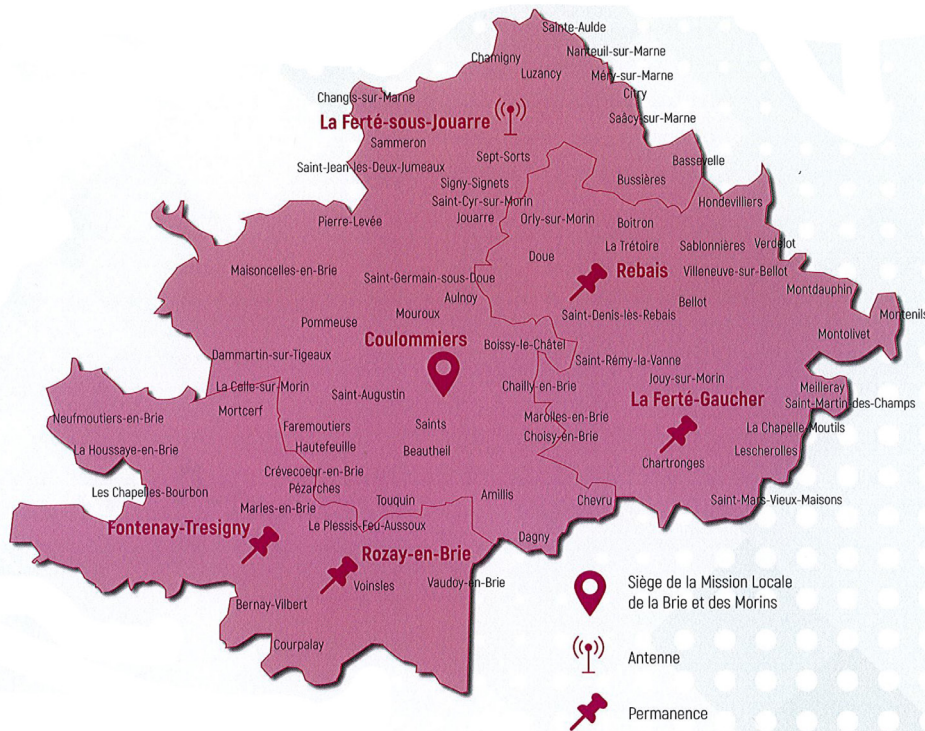 Sainte-Aulde
Nanteuil-sur-Marne
Chamigny
Luzancy
Méry-sur-Marne
Citry
Changis-sur-Marne
La Ferté-sous-Jouarre
Saâcy-sur-Marne
Sammeron
Sept-Sorts
Bassevelle
Saint-Jean-les-Deux-Jumeaux
Signy-Signets
Bussières
Saint-Cyr-sur-Morin
Hondevilliers
Pierre-Levée
Jouarre
Orly-sur-Morin
Boitron
La Trétoire
Sablonnières
Verdelot
Doue
Maisoncelles-en-Brie
Rebais
Villeneuve-sur-Bellot
Saint-Germain-sous-Doue
Montdauphin
Aulnoy
Bellot
Mouroux
Saint-Denis-lès-Rebais
Montenils
Pommeuse
Montolivet
Coulommiers
Boissy-le-Châtel
Dammartin-sur-Tigeaux
Saint-Rémy-la-Vanne
Jouy-sur-Morin
La Celle-sur-Morin
Chailly-en-Brie
Meilleray
Saint-Augustin
La Ferté-Gaucher
Saint-Martin-des-Champs
Mortcerf
Neufmoutiers-en-Brie
Marolles-en-Brie
Faremoutiers
Saints
La Chapelle-Moutils
Choisy-en-Brie
Hautefeuille
La Houssaye-en-Brie
Beautheil
Lescherolles
Chartronges
Crévecoeur-en-Brie
Les Chapelles-Bourbon
Pézarches
Amillis
Touquin
Chevru
Saint-Mars-Vieux-Maisons
Marles-en-Brie
Fontenay-Tresigny
Le Plessis-Feu-Aussoux
Dagny
Rozay-en-Brie
Voinsles
Vaudoy-en-Brie
Bernay-Vilbert
Courpalay
Siège de la Mission Locale
de la Brie et des Morins
Antenne
Permanence